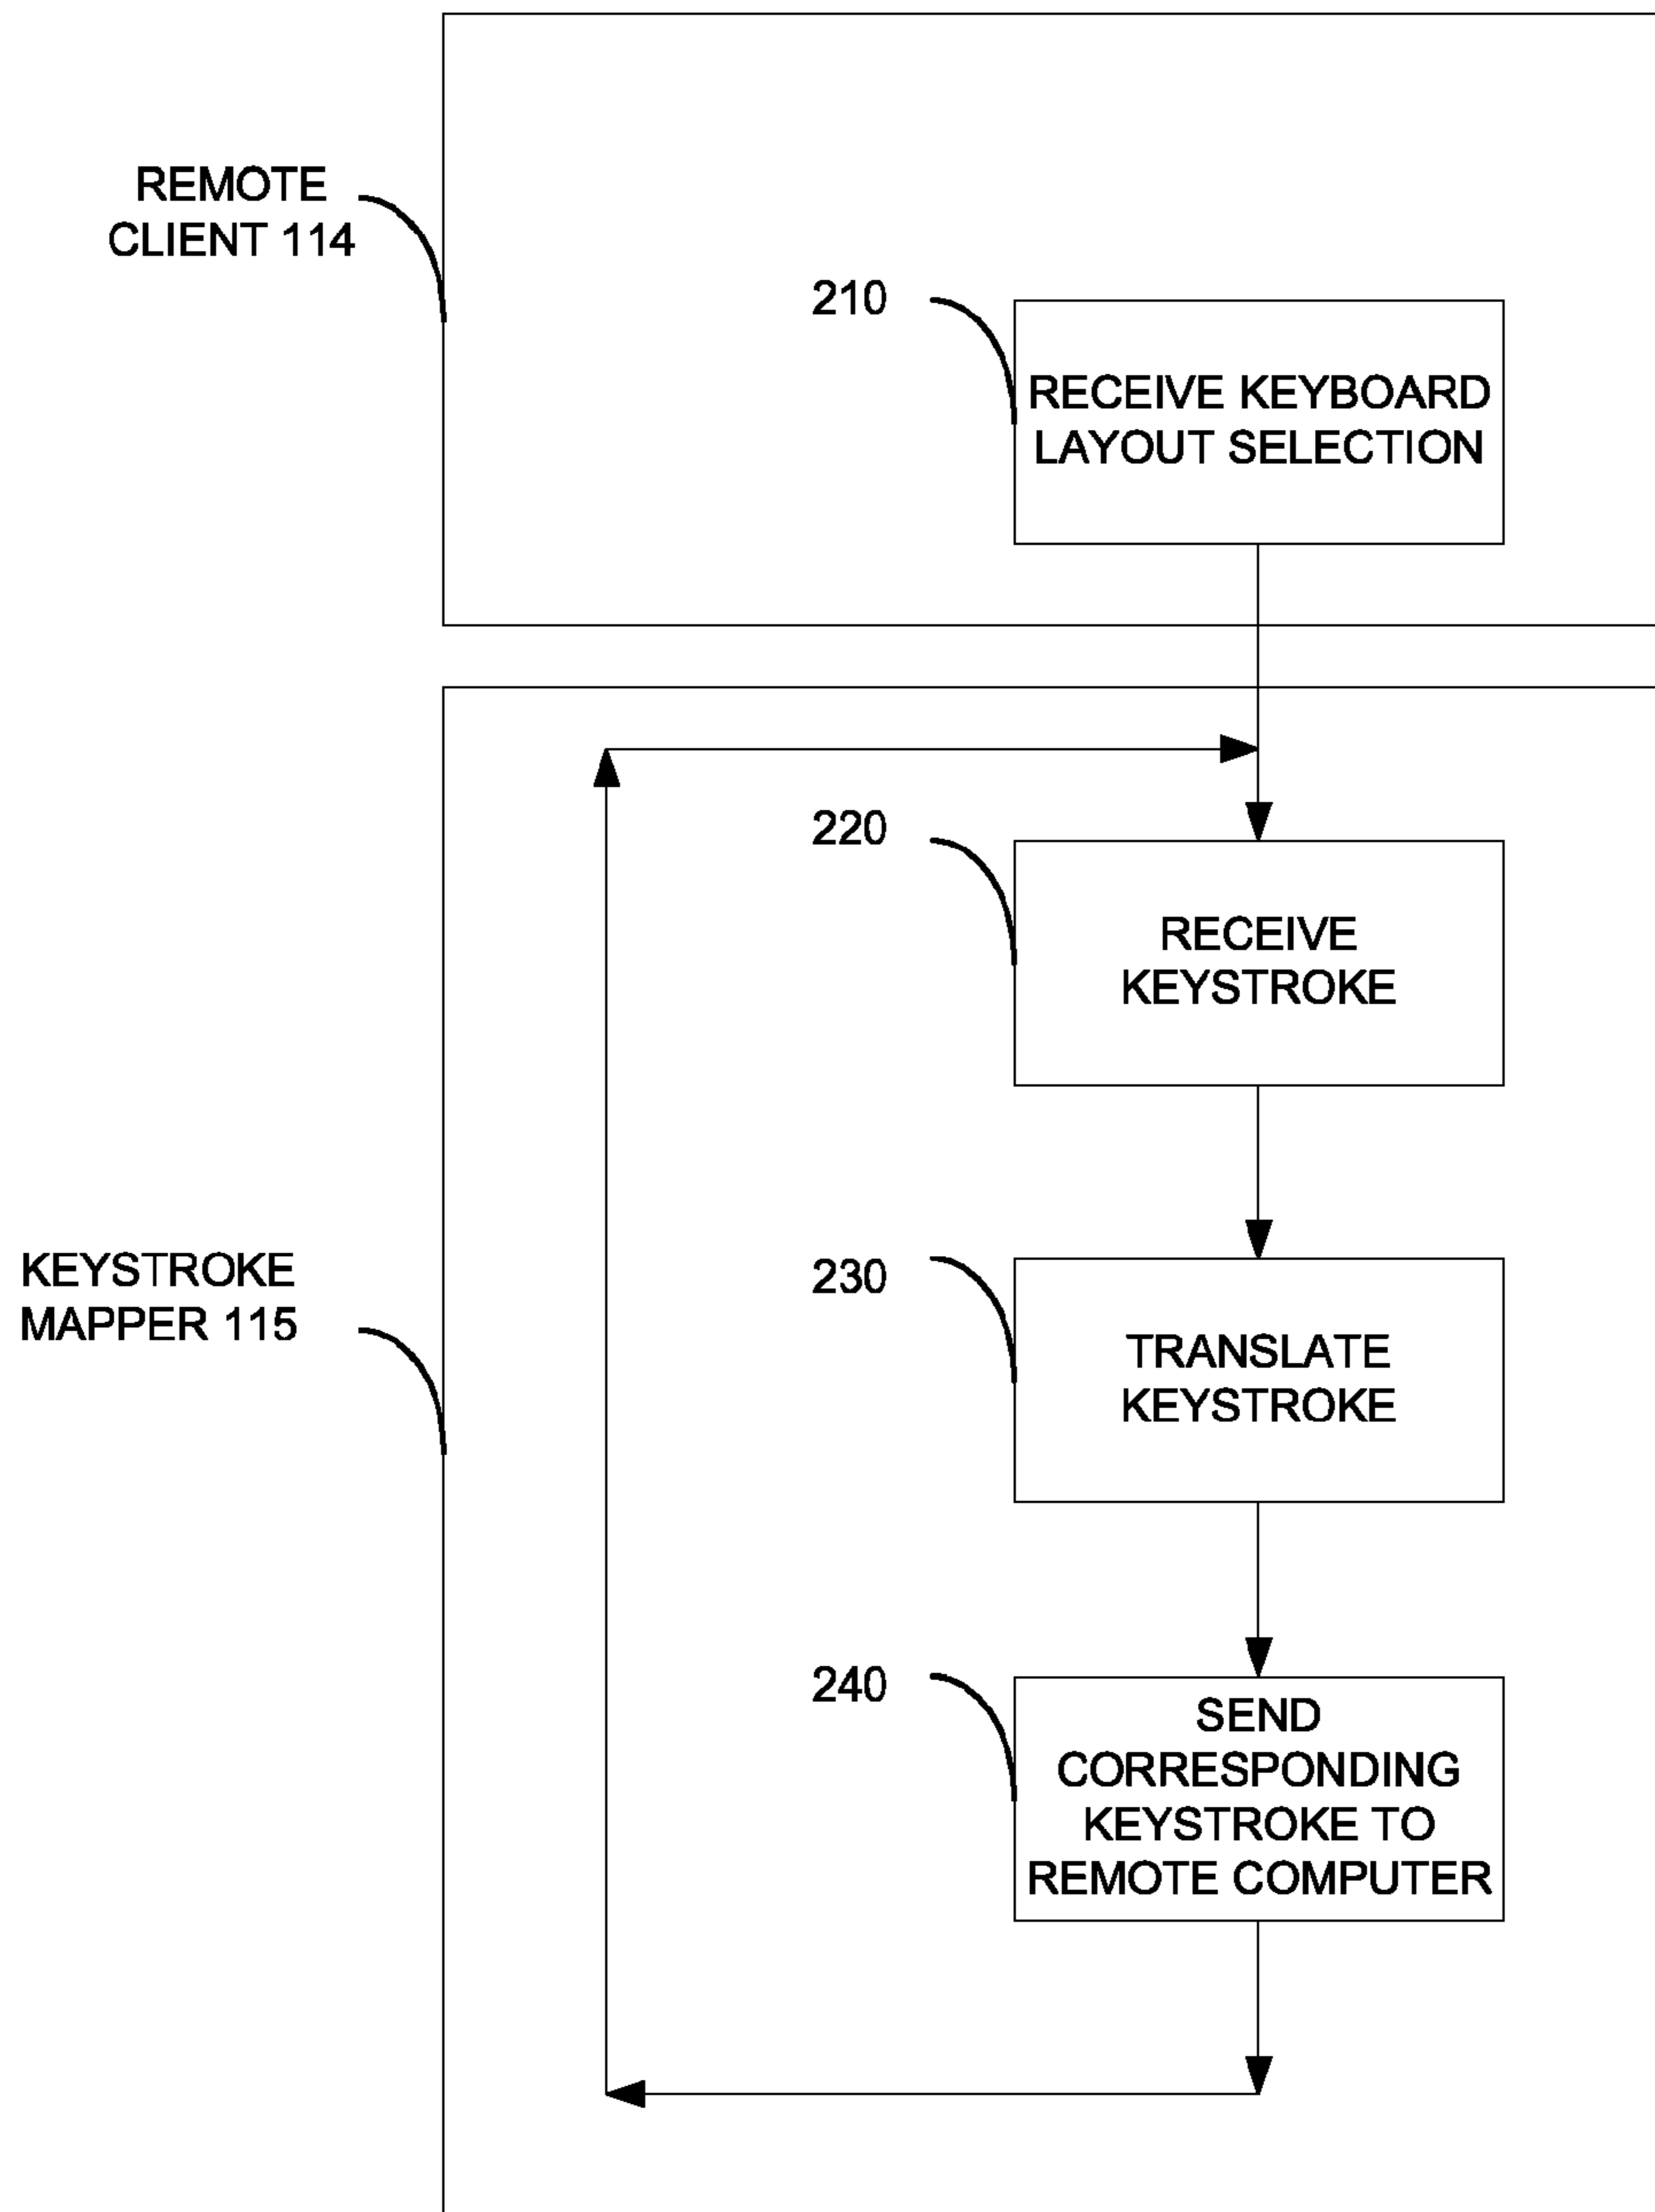 REMOTE
CLIENT 114
210
RECEIVE KEYBOARD
LAYOUT SELECTION
220
RECEIVE
KEYSTROKE
KEYSTROKE
MAPPER 115
230
TRANSLATE
KEYSTROKE
240
SEND
CORRESPONDING
KEYSTROKE TO
REMOTE COMPUTER